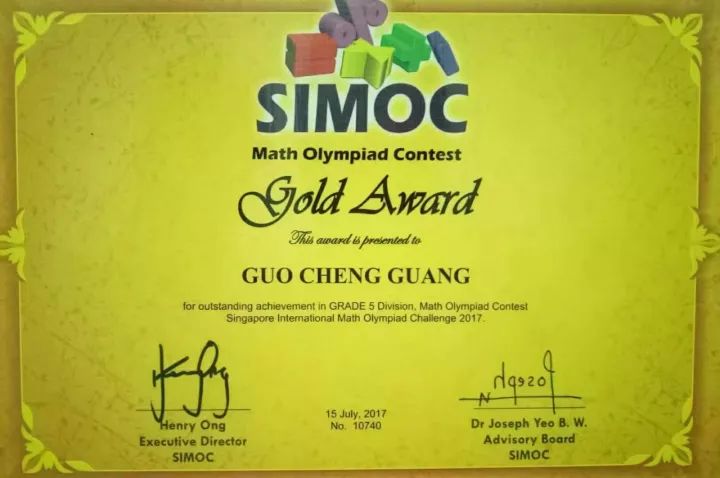 SIMOC
Math Olympiad Contest
Gold Award
This award is presented to
GUO CHENG GUANG
for outstanding achievement in GRADE 5 Division, Math Olympiad Contest
Singapore International Math Olympiad Challenge 2017.
Henry Ong
Executive Director
SIMOC
15 July, 2017
No. 10740
Dr Joseph Yeo B. W.
Advisory Board
SIMOC